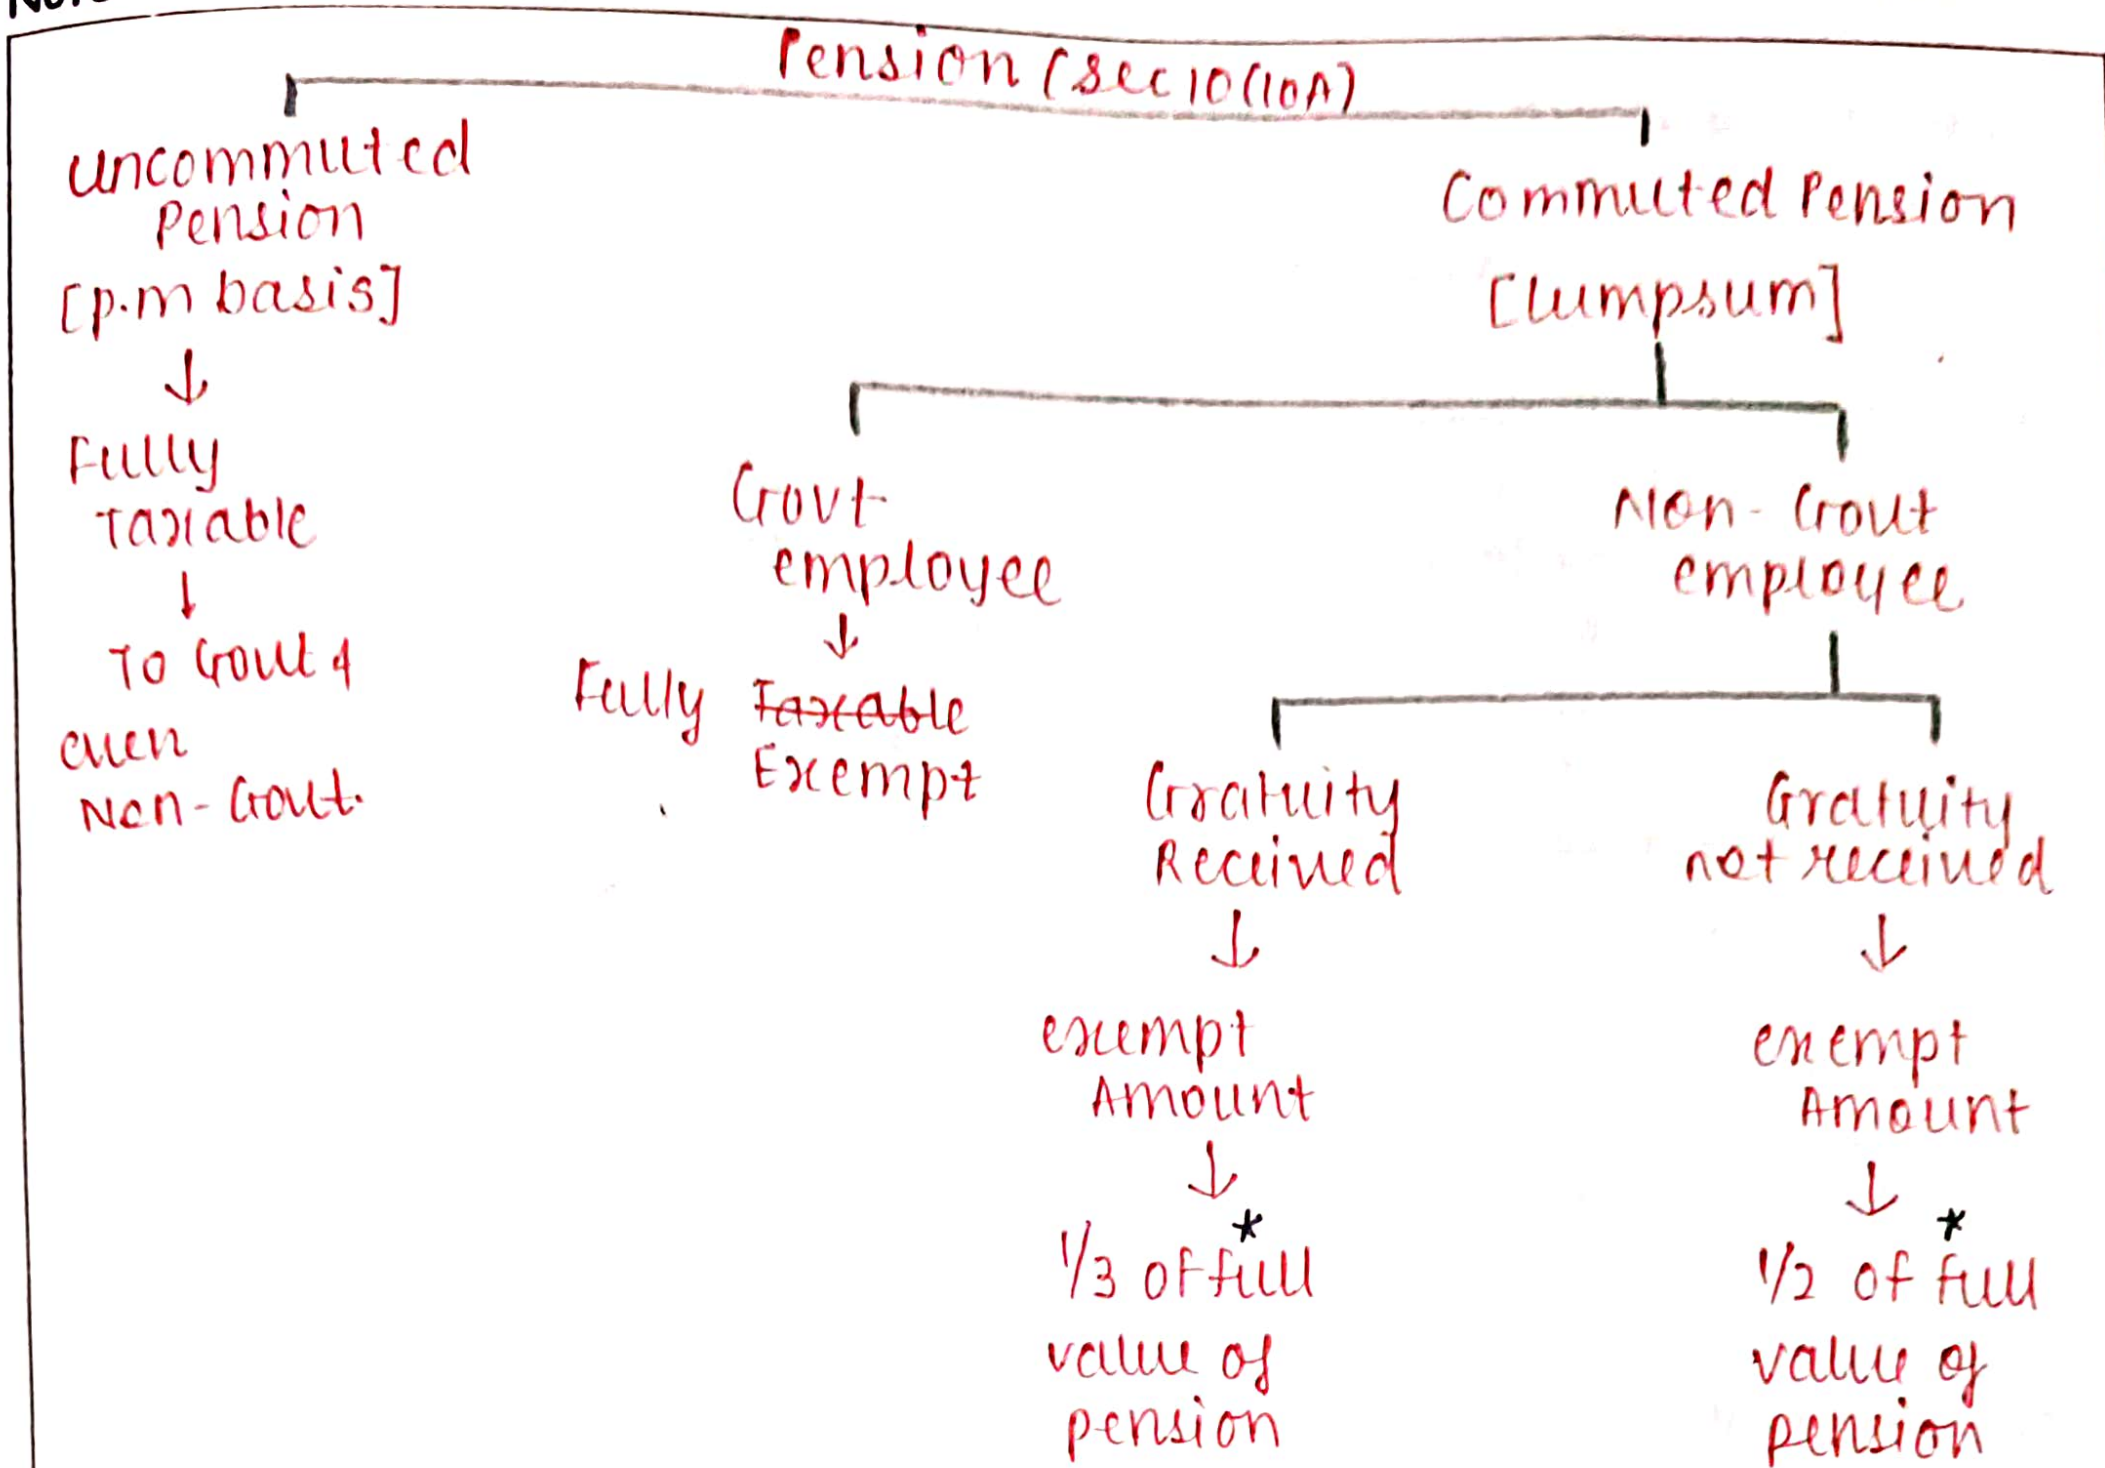 Pension (sec 10(10A)
Uncommuted
Pension
[p.m basis]
↓
Fully
Taxable
↓
To Govt &
even
Non-Govt.
Commuted Pension
[Lumpsum]
Govt
employee
↓
Fully Taxable
Exempt
Non-Govt
employee
Gratuity
Received
↓
exempt
Amount
↓
*
1/3 of full
value of
pension
Gratuity
not received
↓
exempt
Amount
↓
*
1/2 of full
value of
pension